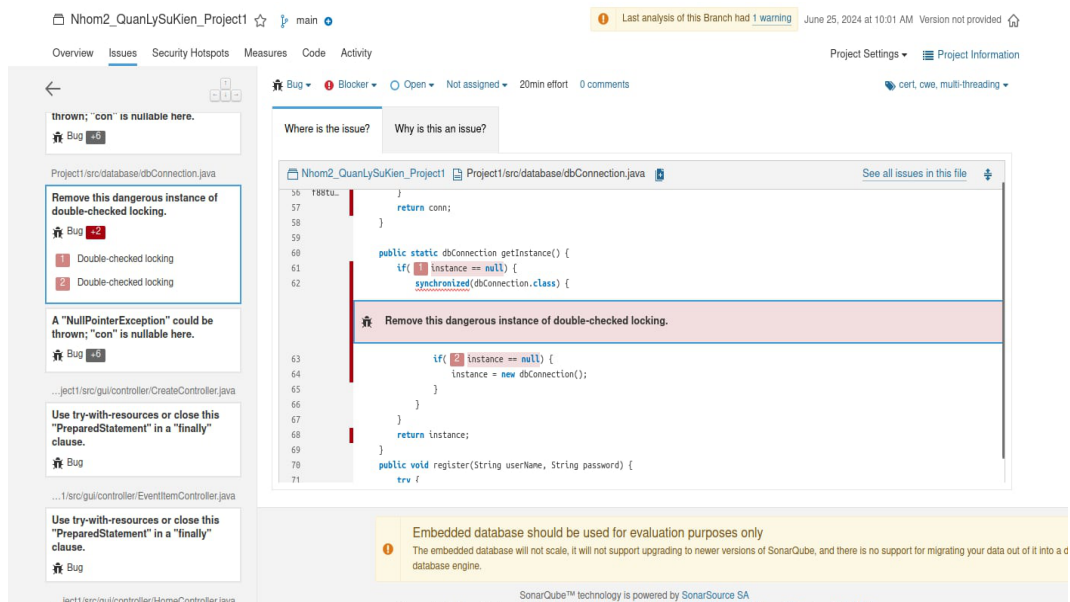 Nhom2_QuanLySuKien_Project1 main Last analysis of this Branch had 1 warning June 25, 2024 at 10:01 AM Version not provided
Overview Issues Security Hotspots Measures Code Activity Project Settings Project Information
thrown; "con" is nullable here.
Bug +6
Project1/src/database/dbConnection.java
Remove this dangerous instance of
double-checked locking.
Bug +2
1 Double-checked locking
2 Double-checked locking
A "NullPointerException" could be
thrown; "con" is nullable here.
Bug +6
...ject1/src/gui/controller/CreateController.java
Use try-with-resources or close this
"PreparedStatement" in a "finally"
clause.
Bug
...1/src/gui/controller/EventItemController.java
Use try-with-resources or close this
"PreparedStatement" in a "finally"
clause.
Bug
...ject1/src/gui/controller/HomeController.java
Bug Blocker Open Not assigned 20min effort 0 comments cert, cwe, multi-threading
Where is the issue? Why is this an issue?
Nhom2_QuanLySuKien_Project1 Project1/src/database/dbConnection.java See all issues in this file
56 f88tu… }
57 return conn;
58 }
59
60 public static dbConnection getInstance() {
61 if( 1 instance == null) {
62 synchronized(dbConnection.class) {
Remove this dangerous instance of double-checked locking.
63 if( 2 instance == null) {
64 instance = new dbConnection();
65 }
66 }
67 }
68 return instance;
69 }
70 public void register(String userName, String password) {
71 try {
Embedded database should be used for evaluation purposes only
The embedded database will not scale, it will not support upgrading to newer versions of SonarQube, and there is no support for migrating your data out of it into a d
database engine.
SonarQube™ technology is powered by SonarSource SA